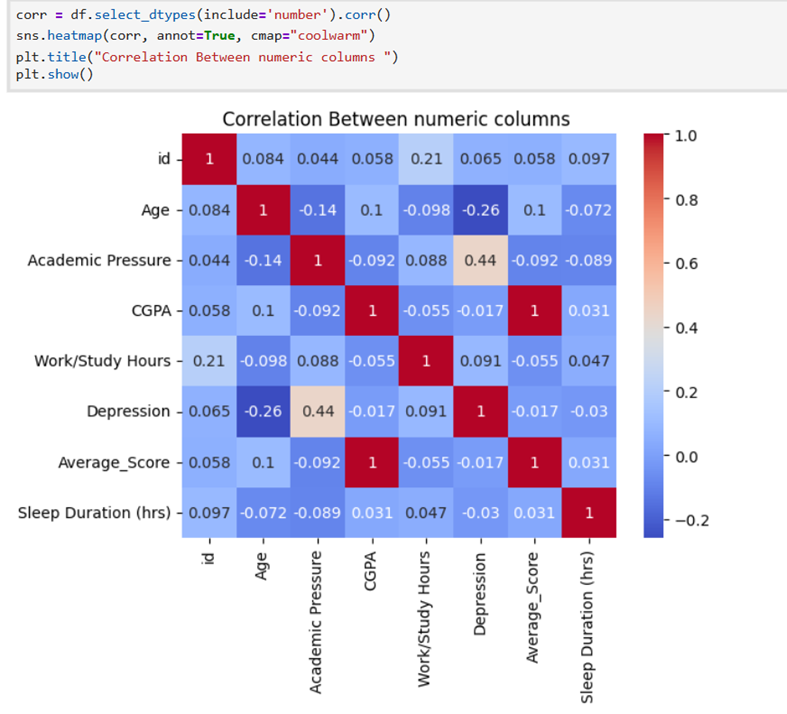 corr = df.select_dtypes(include='number').corr()
sns.heatmap(corr, annot=True, cmap="coolwarm")
plt.title("Correlation Between numeric columns ")
plt.show()
Correlation Between numeric columns
id 1 0.084 0.044 0.058 0.21 0.065 0.058 0.097
Age 0.084 1 -0.14 0.1 -0.098 -0.26 0.1 -0.072
Academic Pressure 0.044 -0.14 1 -0.092 0.088 0.44 -0.092 -0.089
CGPA 0.058 0.1 -0.092 1 -0.055 -0.017 1 0.031
Work/Study Hours 0.21 -0.098 0.088 -0.055 1 0.091 -0.055 0.047
Depression 0.065 -0.26 0.44 -0.017 0.091 1 -0.017 -0.03
Average_Score 0.058 0.1 -0.092 1 -0.055 -0.017 1 0.031
Sleep Duration (hrs) 0.097 -0.072 -0.089 0.031 0.047 -0.03 0.031 1
id
Age
Academic Pressure
CGPA
Work/Study Hours
Depression
Average_Score
Sleep Duration (hrs)
1.0
0.8
0.6
0.4
0.2
0.0
−0.2